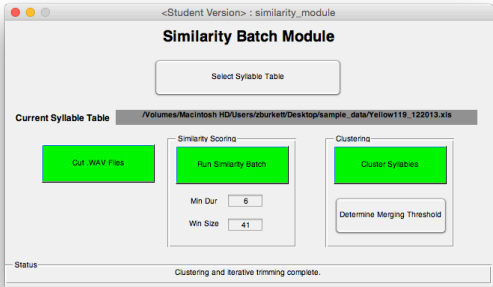 <Student Version> : similarity_module
Similarity Batch Module
Select Syllable Table
Current Syllable Table /Volumes/Macintosh HD/Users/zburkett/Desktop/sample_data/Yellow119_122013.xls
Similarity Scoring Clustering
Cut .WAV Files Run Similarity Batch Cluster Syllables
Min Dur 6
Determine Merging Threshold
Win Size 41
Status
Clustering and iterative trimming complete.